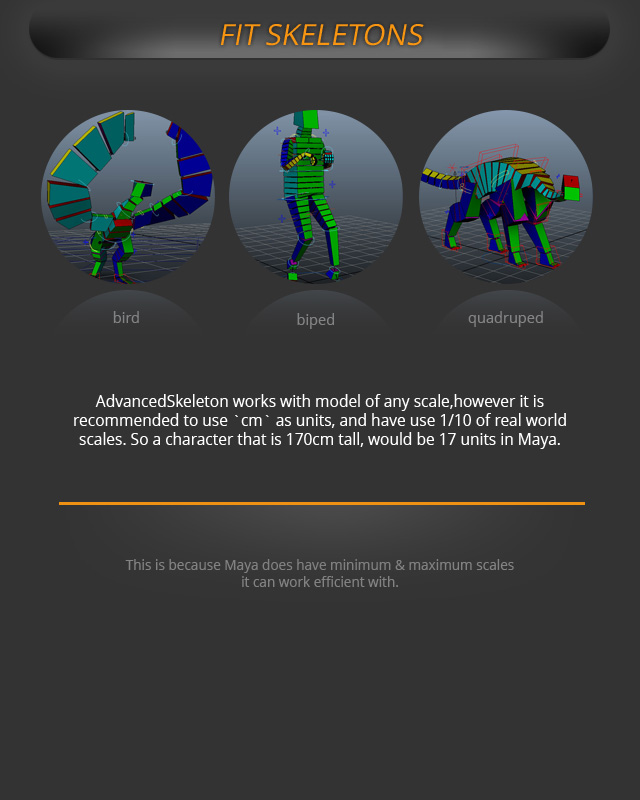 FIT SKELETONS
bird
biped
quadruped
AdvancedSkeleton works with model of any scale,however it is
recommended to use `cm` as units, and have use 1/10 of real world
scales. So a character that is 170cm tall, would be 17 units in Maya.
This is because Maya does have minimum & maximum scales
it can work efficient with.